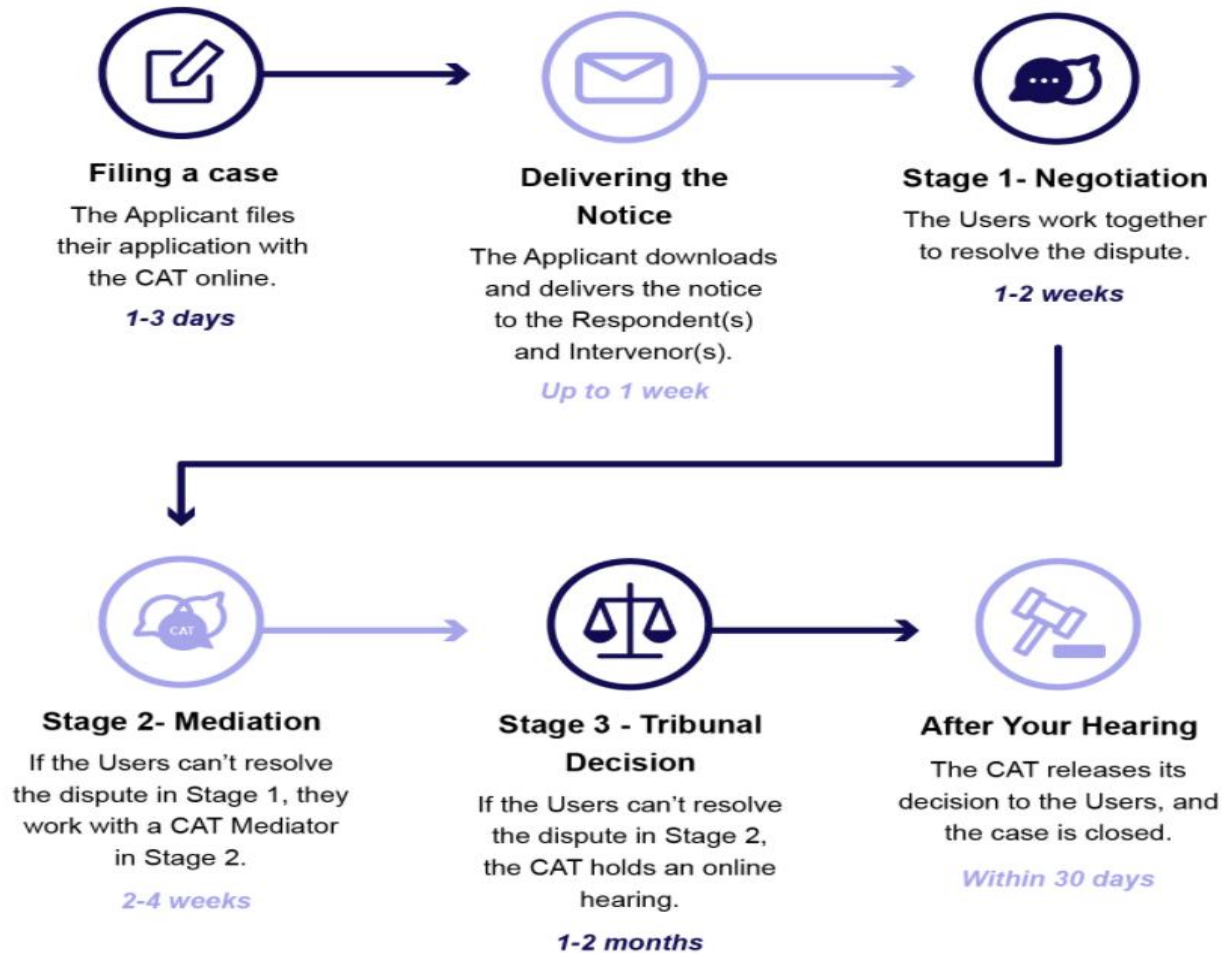 Filing a case
The Applicant files
their application with
the CAT online.
1-3 days
Delivering the
Notice
The Applicant downloads
and delivers the notice
to the Respondent(s)
and Intervenor(s).
Up to 1 week
Stage 1- Negotiation
The Users work together
to resolve the dispute.
1-2 weeks
CAT
Stage 2- Mediation
If the Users can’t resolve
the dispute in Stage 1, they
work with a CAT Mediator
in Stage 2.
2-4 weeks
Stage 3 - Tribunal
Decision
If the Users can’t resolve
the dispute in Stage 2,
the CAT holds an online
hearing.
1-2 months
After Your Hearing
The CAT releases its
decision to the Users, and
the case is closed.
Within 30 days